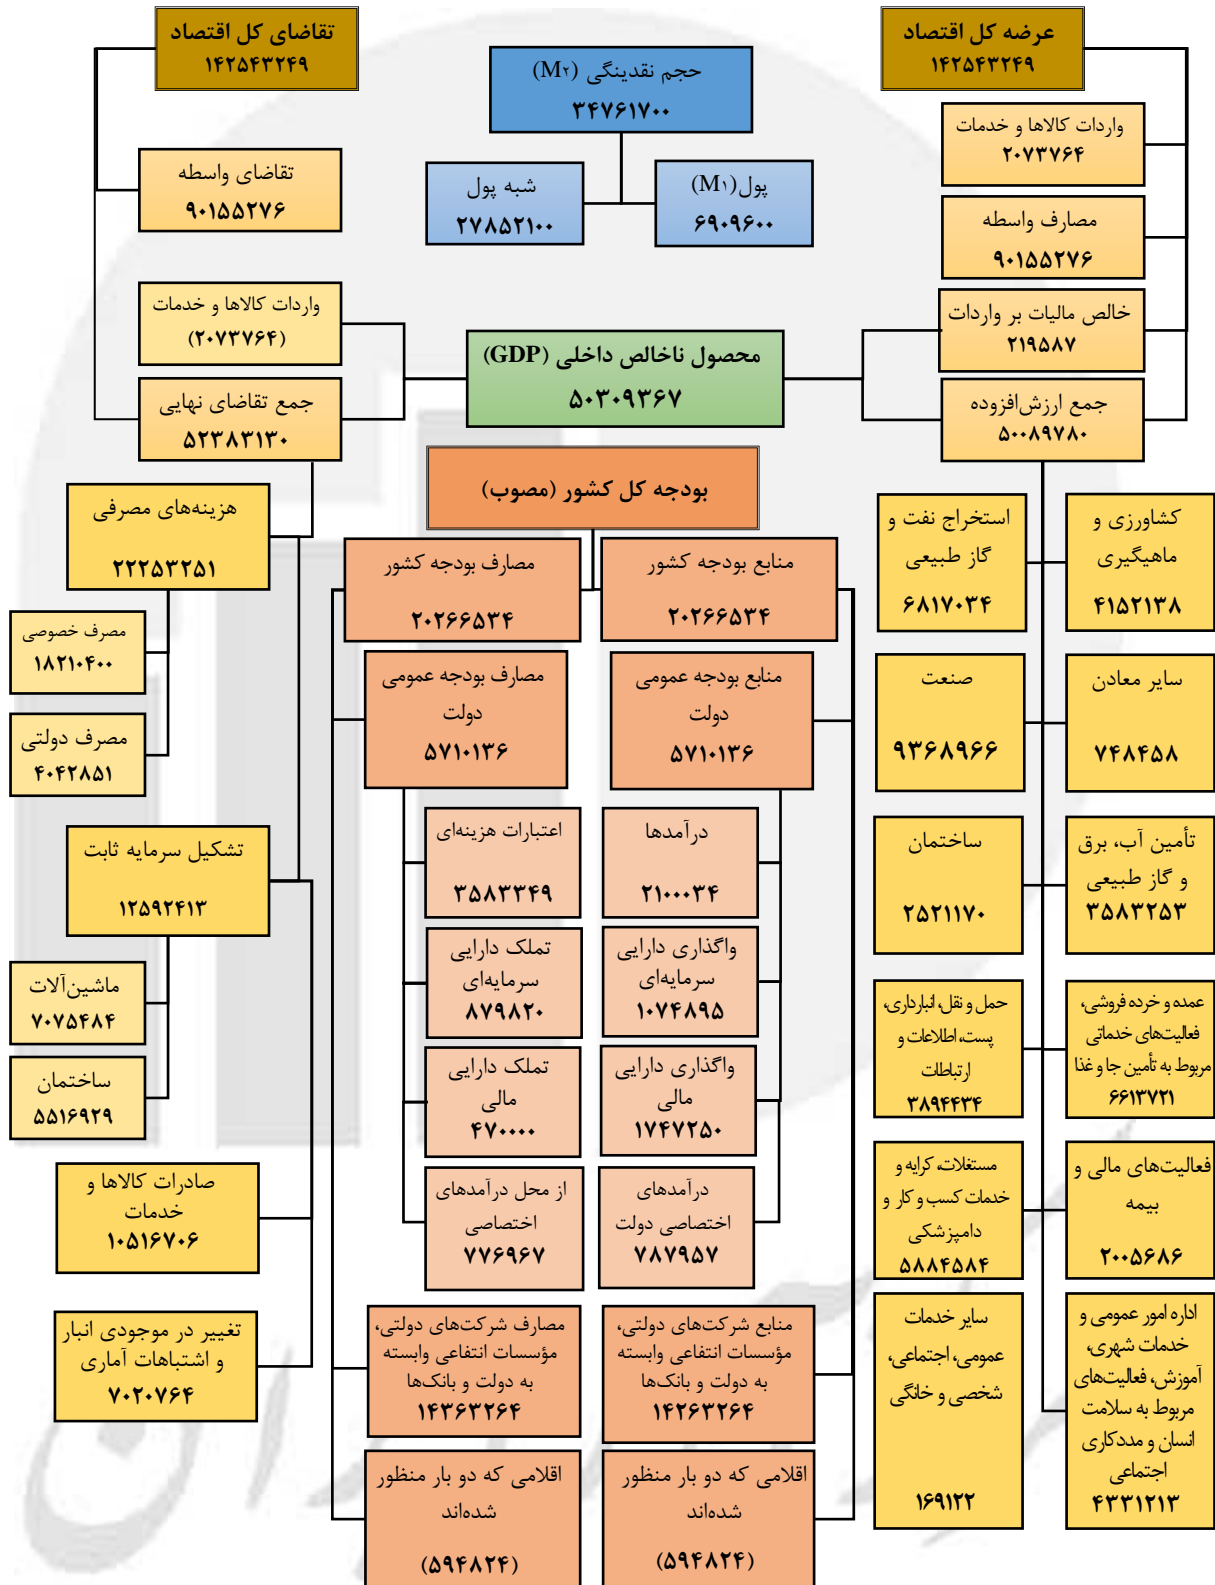 عرضه کل اقتصاد
۱۴۲۵۴۳۲۴۹
واردات کالاها و خدمات
۲۰۷۳۷۶۴
مصارف واسطه
۹۰۱۵۵۲۷۶
خالص مالیات بر واردات
۲۱۹۵۸۷
جمع ارزش‌افزوده
۵۰۰۸۹۷۸۰
کشاورزی و
ماهیگیری
۴۱۵۲۱۳۸
استخراج نفت و
گاز طبیعی
۶۸۱۷۰۳۴
سایر معادن
۷۴۸۴۵۸
صنعت
۹۳۶۸۹۶۶
تأمین آب، برق
و گاز طبیعی
۳۵۸۳۲۵۳
ساختمان
۲۵۲۱۱۷۰
عمده و خرده فروشی،
فعالیت‌های خدماتی
مربوط به تأمین جا و غذا
۶۶۱۳۷۲۱
حمل و نقل، انبارداری،
پست، اطلاعات و
ارتباطات
۳۸۹۴۴۳۴
فعالیت‌های مالی و
بیمه
۲۰۰۵۶۸۶
مستغلات، کرایه و
خدمات کسب و کار و
دامپزشکی
۵۸۸۴۵۸۴
اداره امور عمومی و
خدمات شهری،
آموزش، فعالیت‌های
مربوط به سلامت
انسان و مددکاری
اجتماعی
۴۳۳۱۲۱۳
سایر خدمات
عمومی، اجتماعی،
شخصی و خانگی
۱۶۹۱۲۲
حجم نقدینگی (M۲)
۳۴۷۶۱۷۰۰
پول(M۱)
۶۹۰۹۶۰۰
شبه پول
۲۷۸۵۲۱۰۰
محصول ناخالص داخلی (GDP)
۵۰۳۰۹۳۶۷
بودجه کل کشور (مصوب)
منابع بودجه کشور
۲۰۲۶۶۵۳۴
مصارف بودجه کشور
۲۰۲۶۶۵۳۴
منابع بودجه عمومی
دولت
۵۷۱۰۱۳۶
مصارف بودجه عمومی
دولت
۵۷۱۰۱۳۶
درآمدها
۲۱۰۰۰۳۴
اعتبارات هزینه‌ای
۳۵۸۳۳۴۹
واگذاری دارایی
سرمایه‌ای
۱۰۷۴۸۹۵
تملک دارایی
سرمایه‌ای
۸۷۹۸۲۰
واگذاری دارایی
مالی
۱۷۴۷۲۵۰
تملک دارایی
مالی
۴۷۰۰۰۰
درآمدهای
اختصاصی دولت
۷۸۷۹۵۷
از محل درآمدهای
اختصاصی
۷۷۶۹۶۷
منابع شرکت‌های دولتی،
مؤسسات انتفاعی وابسته
به دولت و بانک‌ها
۱۴۲۶۳۲۶۴
مصارف شرکت‌های دولتی،
مؤسسات انتفاعی وابسته
به دولت و بانک‌ها
۱۴۳۶۳۲۶۴
اقلامی که دو بار منظور
شده‌اند
(۵۹۴۸۲۴)
اقلامی که دو بار منظور
شده‌اند
(۵۹۴۸۲۴)
تقاضای کل اقتصاد
۱۴۲۵۴۳۲۴۹
تقاضای واسطه
۹۰۱۵۵۲۷۶
واردات کالاها و خدمات
(۲۰۷۳۷۶۴)
جمع تقاضای نهایی
۵۲۳۸۳۱۳۰
هزینه‌های مصرفی
۲۲۲۵۳۲۵۱
مصرف خصوصی
۱۸۲۱۰۴۰۰
مصرف دولتی
۴۰۴۲۸۵۱
تشکیل سرمایه ثابت
۱۲۵۹۲۴۱۳
ماشین‌آلات
۷۰۷۵۴۸۴
ساختمان
۵۵۱۶۹۲۹
صادرات کالاها و
خدمات
۱۰۵۱۶۷۰۶
تغییر در موجودی انبار
و اشتباهات آماری
۷۰۲۰۷۶۴